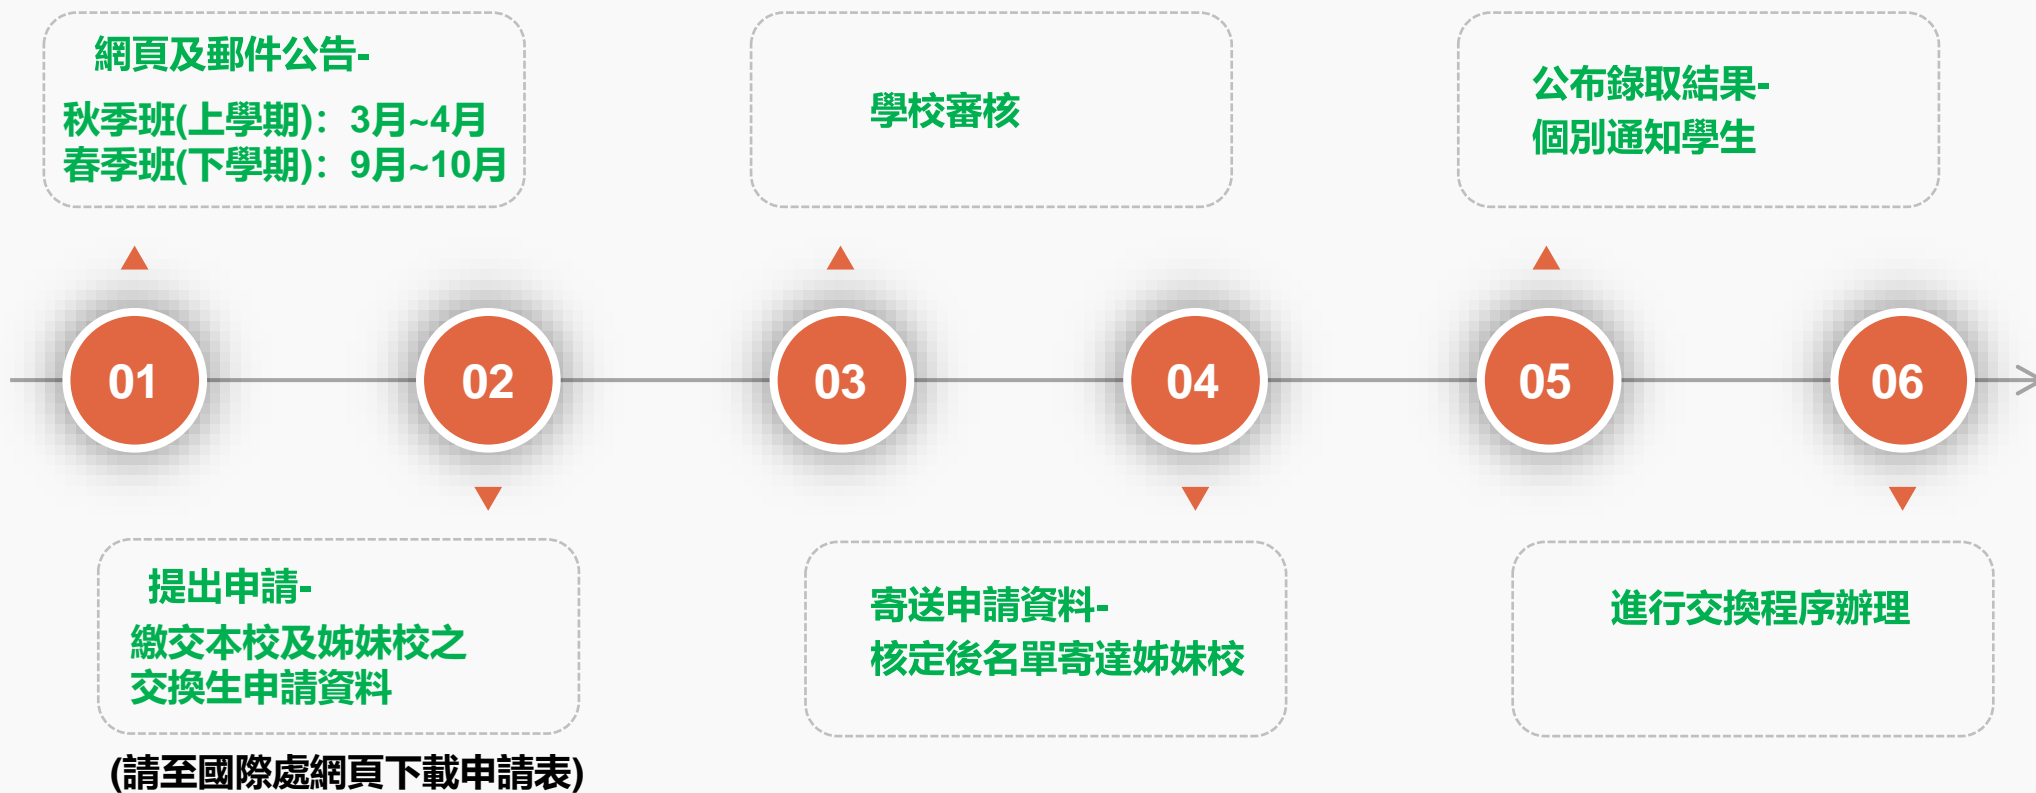 網頁及郵件公告-
秋季班(上學期)：3月~4月
春季班(下學期)：9月~10月
學校審核
公布錄取結果-
個別通知學生
01
02
03
04
05
06
提出申請-
繳交本校及姊妹校之
交換生申請資料
(請至國際處網頁下載申請表)
寄送申請資料-
核定後名單寄達姊妹校
進行交換程序辦理